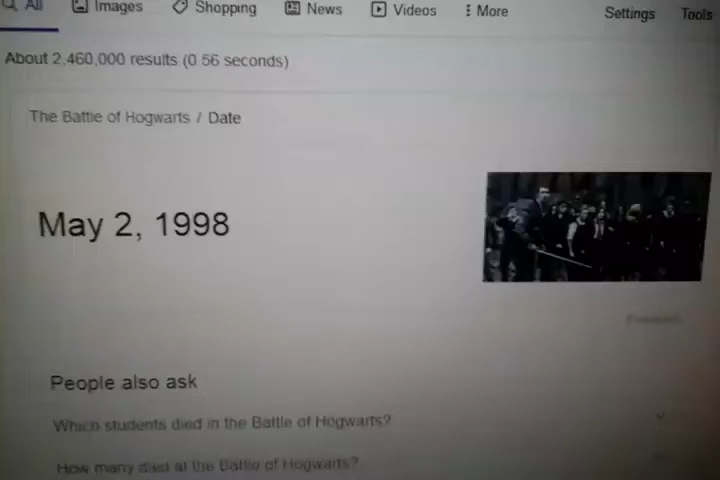 All Images Shopping News Videos More Settings Tools
About 2,460,000 results (0 56 seconds)
The Battle of Hogwarts / Date
May 2, 1998
People also ask
Which students died in the Battle of Hogwarts?
How many died at the Battle of Hogwarts?